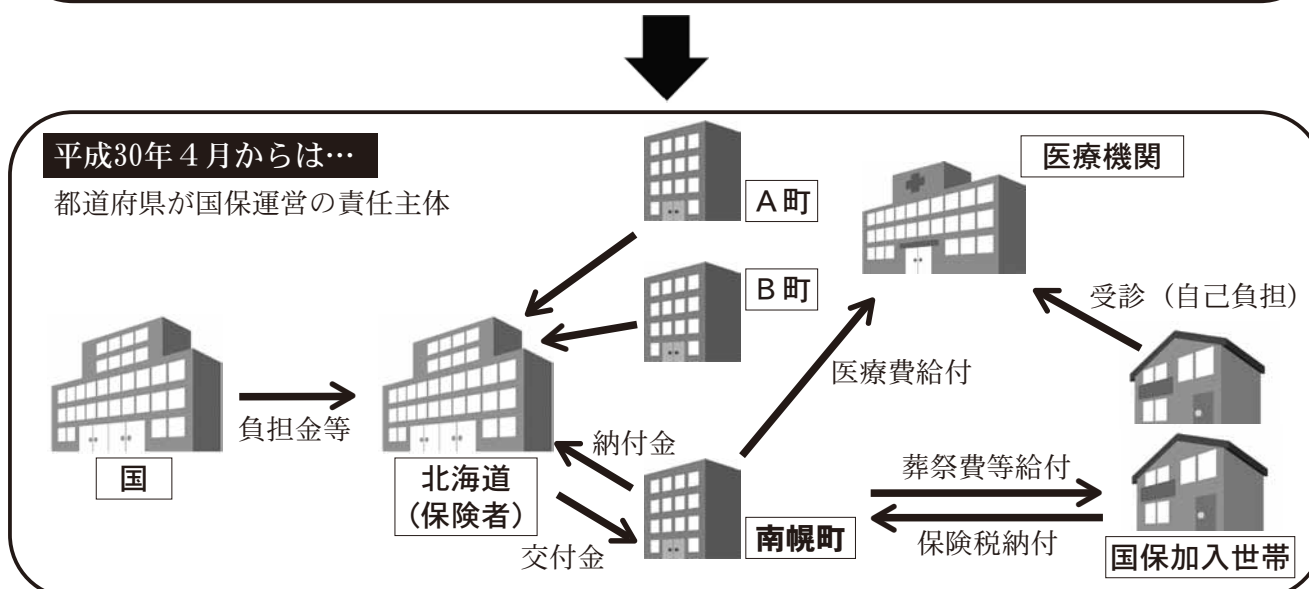 平成30年４月からは…
都道府県が国保運営の責任主体
Ａ町
医療機関
Ｂ町
受診（自己負担）
医療費給付
負担金等
納付金
国
北海道
（保険者）
葬祭費等給付
交付金
南幌町
保険税納付
国保加入世帯